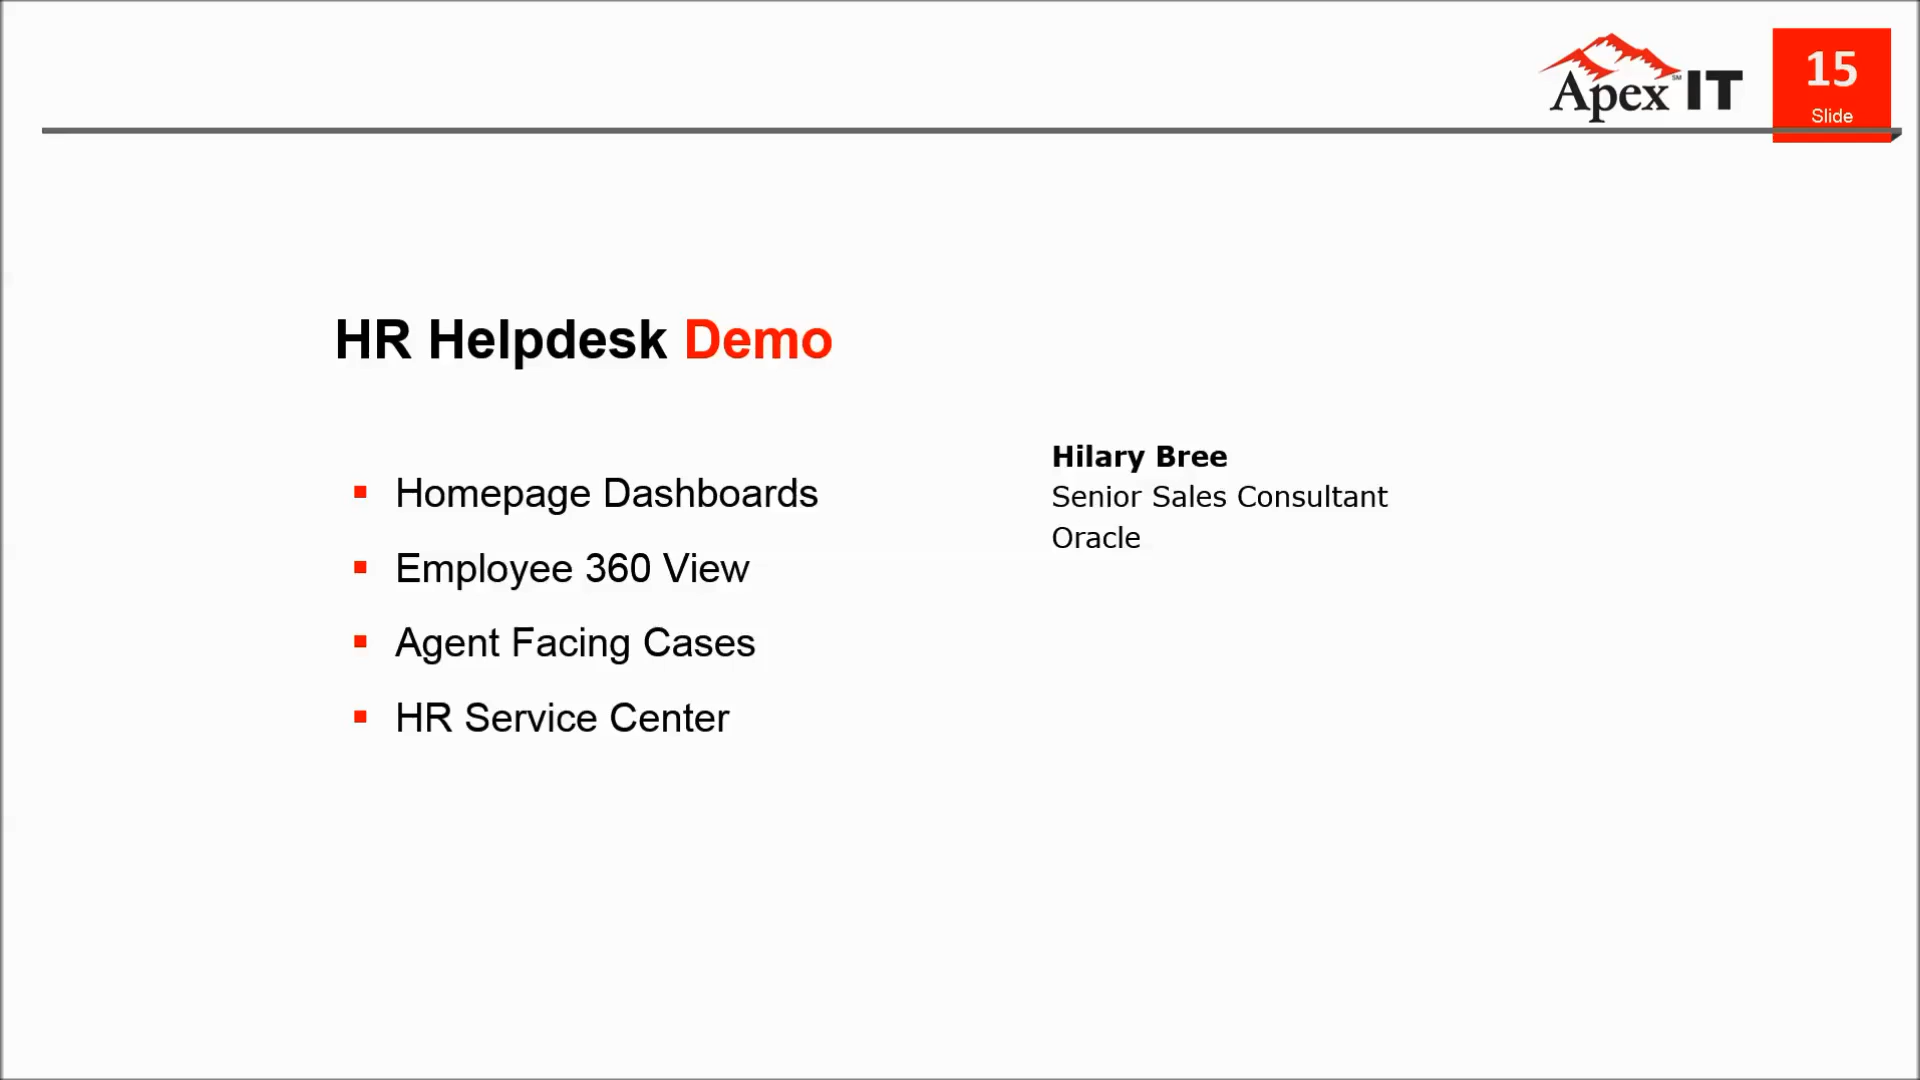 Apex IT
SM
15
Slide
HR Helpdesk Demo
Homepage Dashboards
Employee 360 View
Agent Facing Cases
HR Service Center
Hilary Bree
Senior Sales Consultant
Oracle